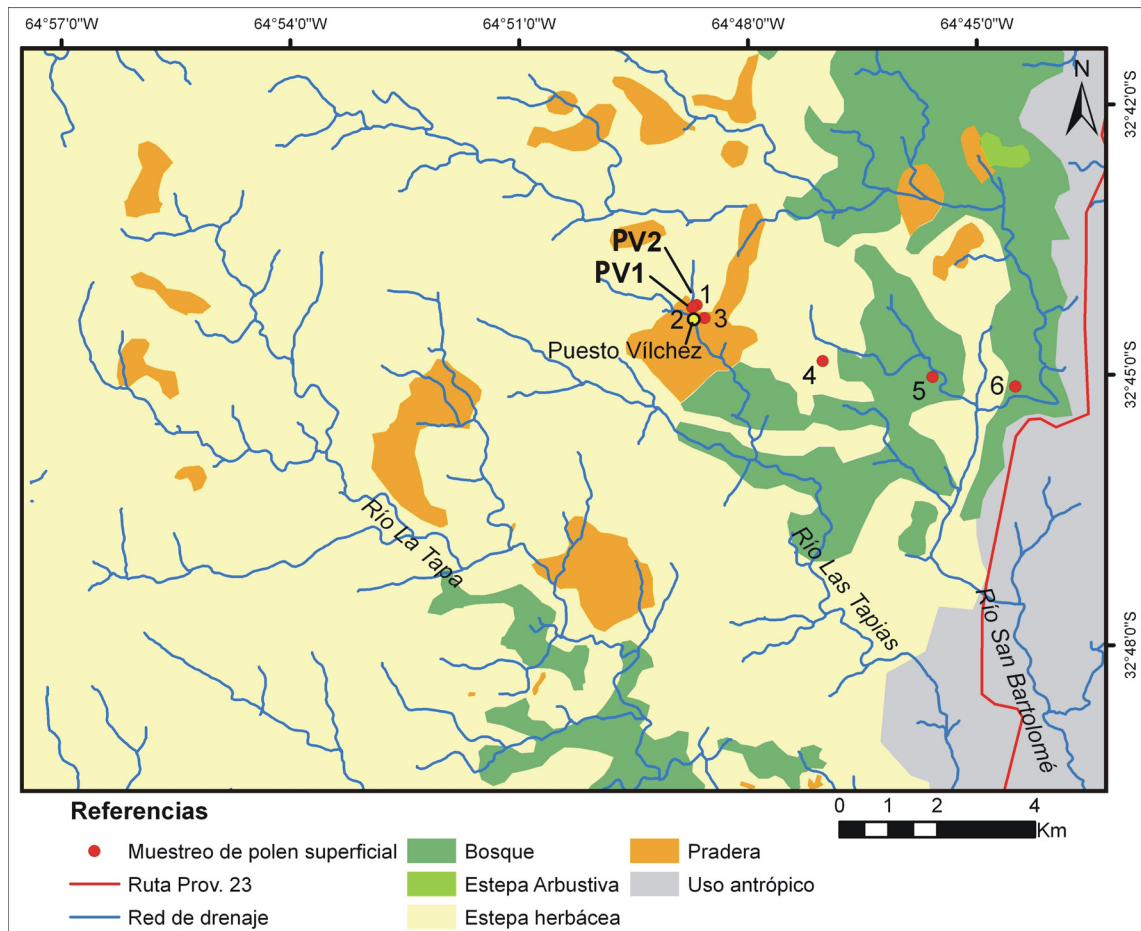 64°57'0"W 64°54'0"W 64°51'0"W 64°48'0"W 64°45'0"W
N
32°42'0"S
PV2
PV1
1
2 3
Puesto Vílchez
4
5
6
32°45'0"S
Río La Tapa
Río Las Tapias
Río San Bartolomé
32°48'0"S
Referencias
0 1 2 4
Km
Muestreo de polen superficial
Ruta Prov. 23
Red de drenaje
Bosque
Estepa Arbustiva
Estepa herbácea
Pradera
Uso antrópico